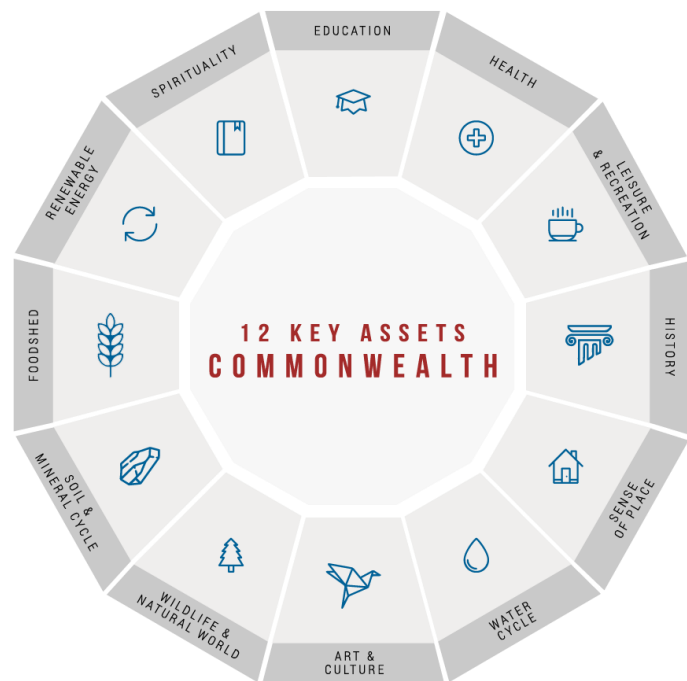 EDUCATION
HEALTH
LEISURE
& RECREATION
HISTORY
SENSE
OF PLACE
WATER
CYCLE
ART &
CULTURE
WILDLIFE &
NATURAL WORLD
SOIL &
MINERAL CYCLE
FOODSHED
RENEWABLE
ENERGY
SPIRITUALITY
12 KEY ASSETS
COMMONWEALTH